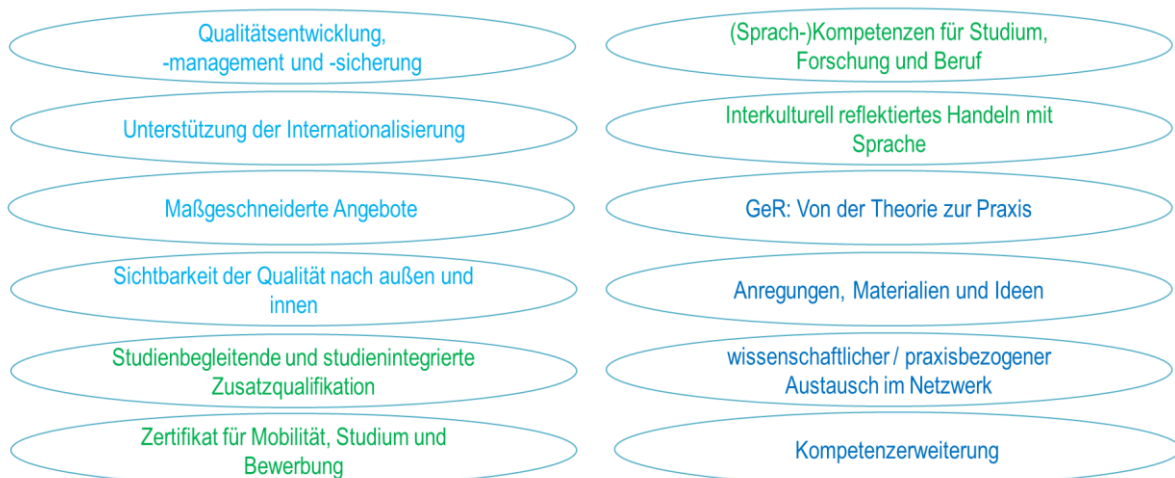 Qualitätsentwicklung,
-management und -sicherung
Unterstützung der Internationalisierung
Maßgeschneiderte Angebote
Sichtbarkeit der Qualität nach außen und
innen
Studienbegleitende und studienintegrierte
Zusatzqualifikation
Zertifikat für Mobilität, Studium und
Bewerbung
(Sprach-)Kompetenzen für Studium,
Forschung und Beruf
Interkulturell reflektiertes Handeln mit
Sprache
GeR: Von der Theorie zur Praxis
Anregungen, Materialien und Ideen
wissenschaftlicher / praxisbezogener
Austausch im Netzwerk
Kompetenzerweiterung